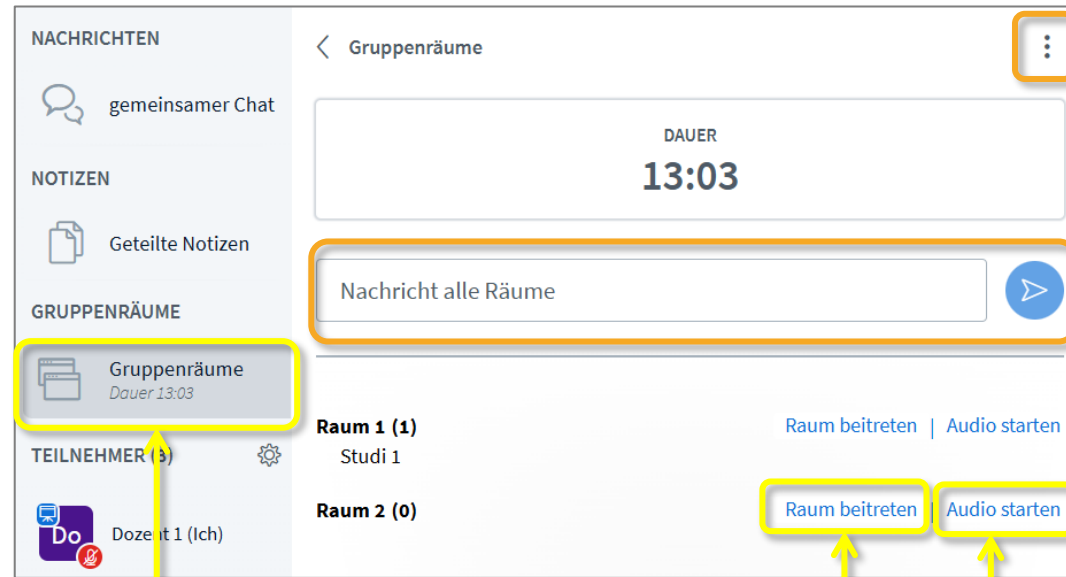 NACHRICHTEN
gemeinsamer Chat
NOTIZEN
Geteilte Notizen
GRUPPENRÄUME
Gruppenräume
Dauer 13:03
TEILNEHMER
Do
Dozent 1 (Ich)
Gruppenräume
DAUER
13:03
Nachricht alle Räume
Raum 1 (1)
Raum beitreten | Audio starten
Studi 1
Raum 2 (0)
Raum beitreten | Audio starten